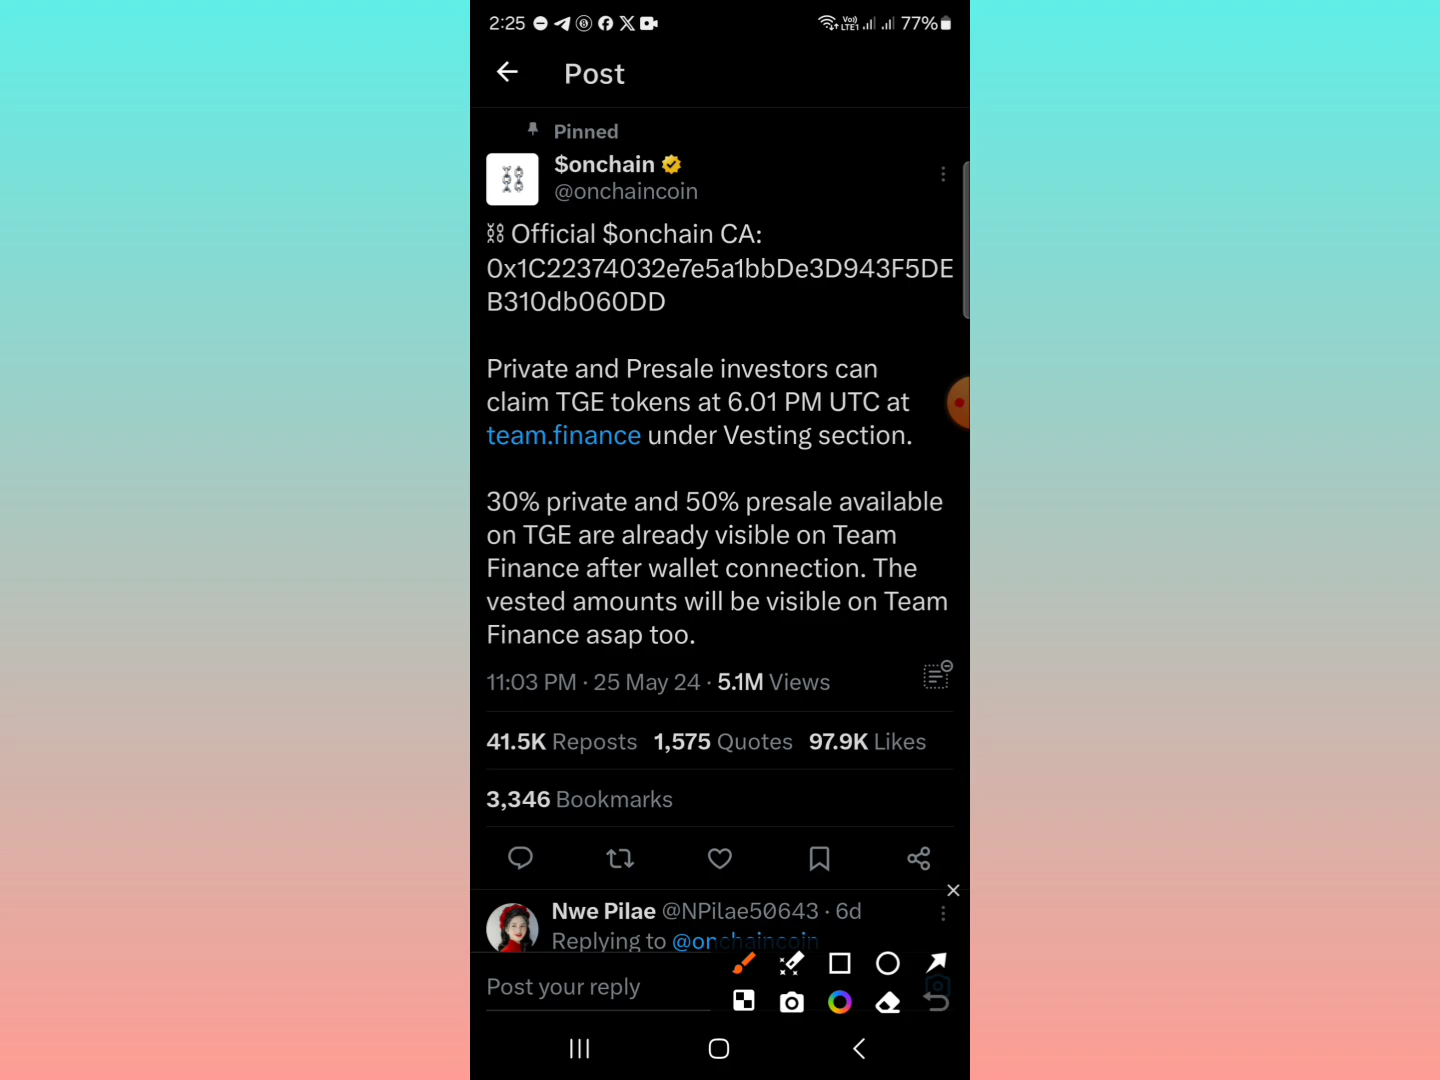 2:25 Vo) LTE1 77%
Post
Pinned
$onchain
@onchaincoin
Official $onchain CA:
0x1C22374032e7e5a1bbDe3D943F5DE
B310db060DD
Private and Presale investors can
claim TGE tokens at 6.01 PM UTC at
team.finance under Vesting section.
30% private and 50% presale available
on TGE are already visible on Team
Finance after wallet connection. The
vested amounts will be visible on Team
Finance asap too.
11:03 PM · 25 May 24 · 5.1M Views
41.5K Reposts 1,575 Quotes 97.9K Likes
3,346 Bookmarks
Nwe Pilae @NPilae50643 · 6d
Replying to @onchaincoin
Post your reply